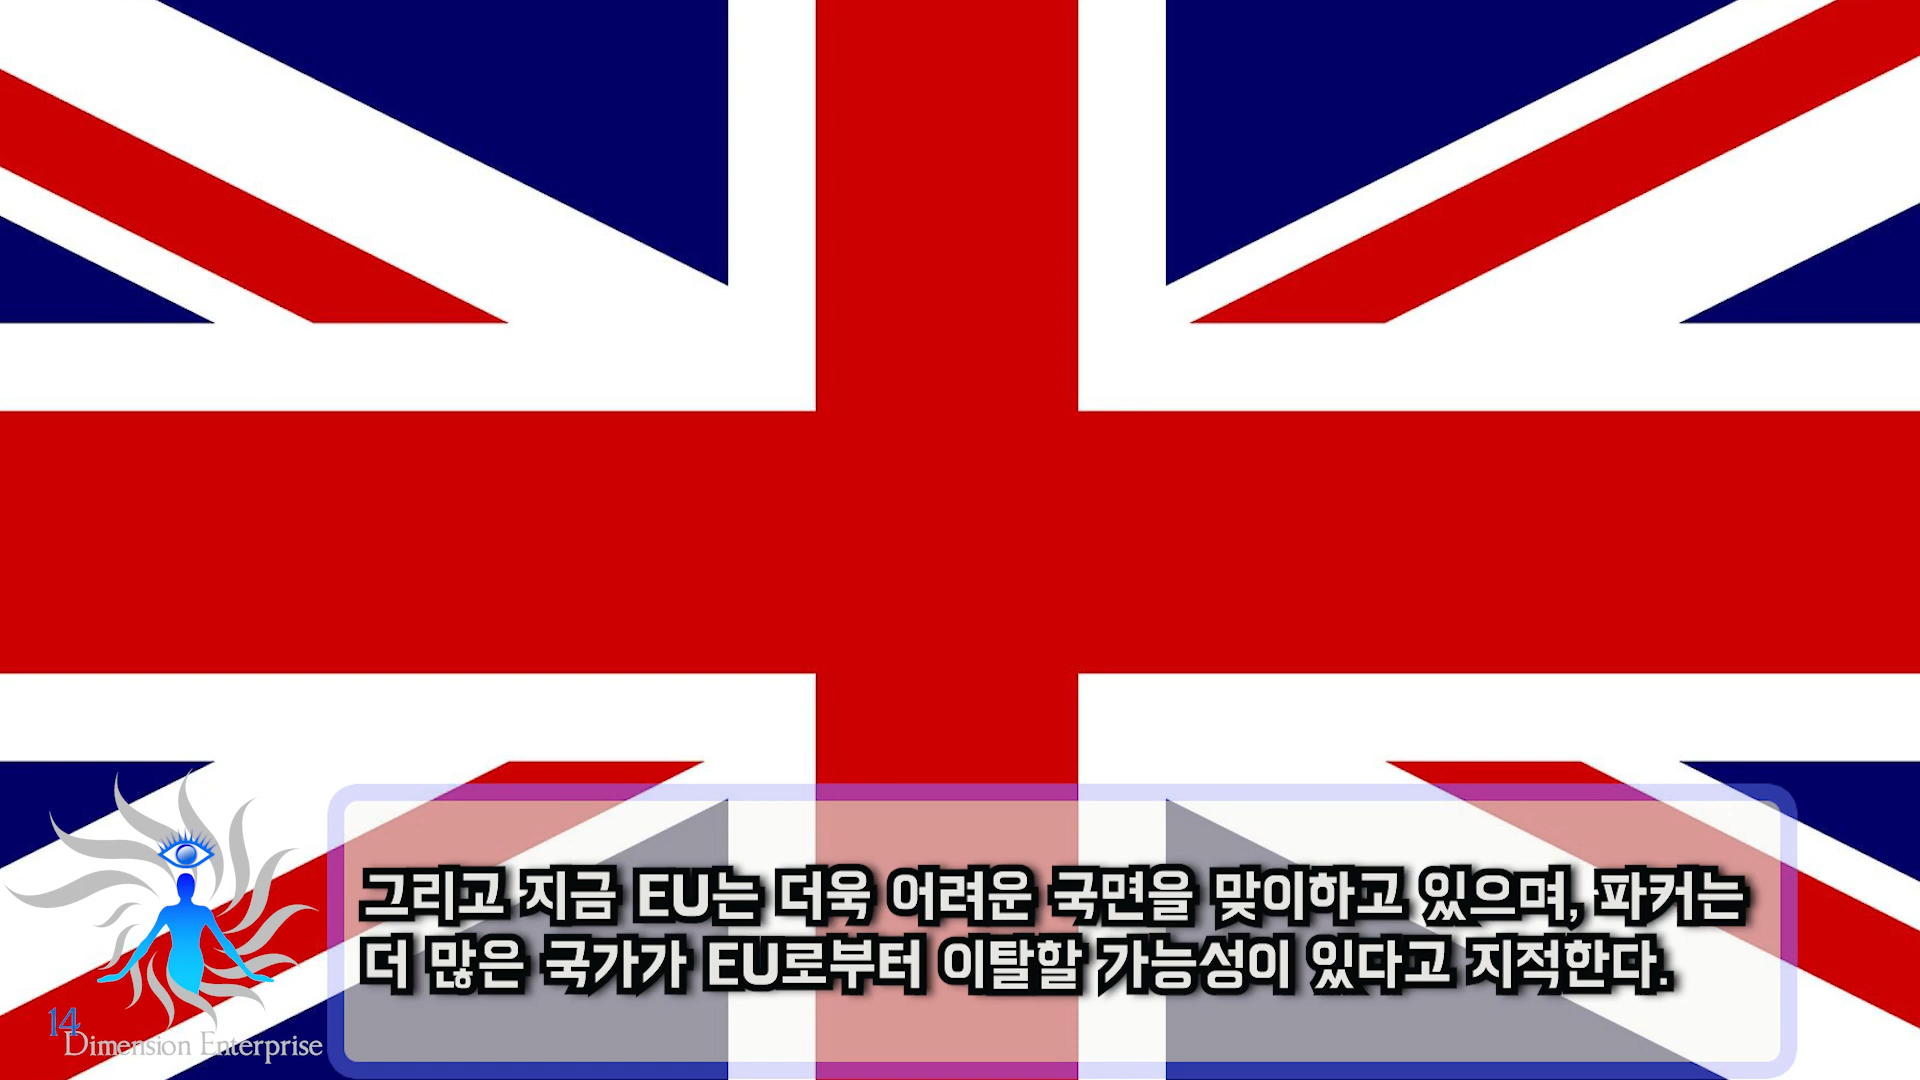 그리고 지금 EU는 더욱 어려운 국면을 맞이하고 있으며, 파커는
더 많은 국가가 EU로부터 이탈할 가능성이 있다고 지적한다.
14
Dimension Enterprise